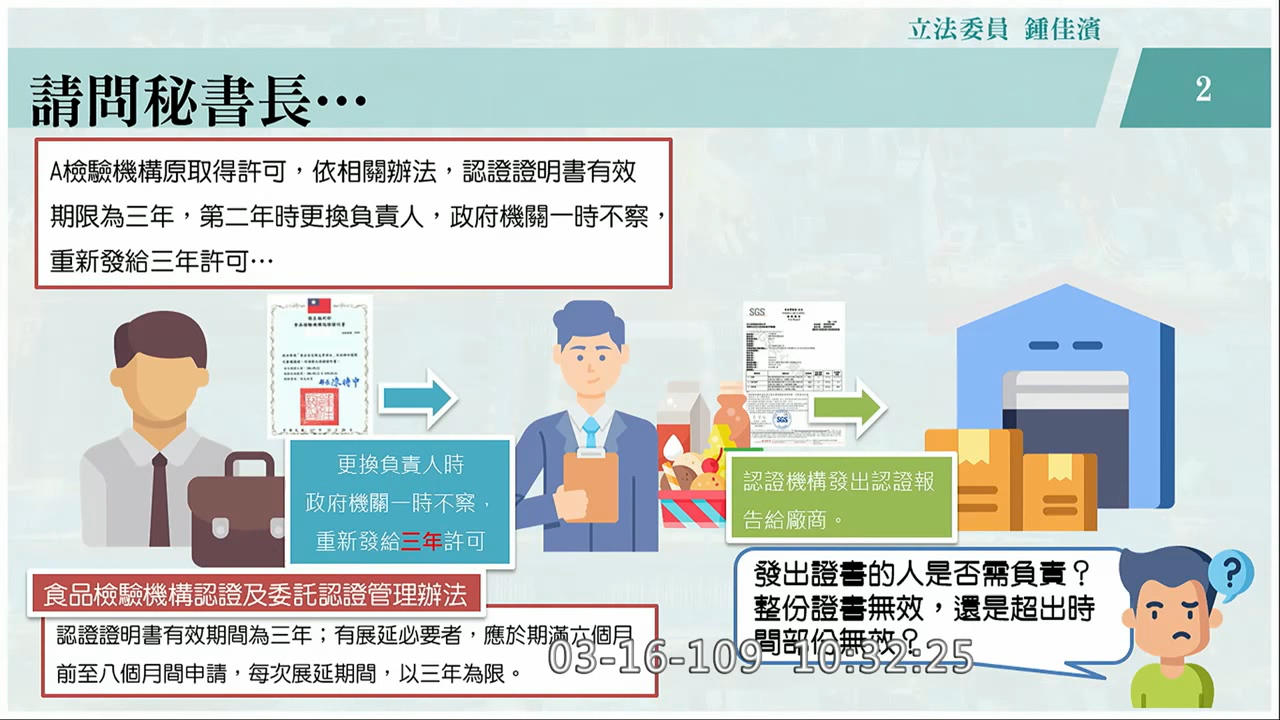 立法委員 鍾佳濱
請問秘書長…
2
A檢驗機構原取得許可，依相關辦法，認證證明書有效
期限為三年，第二年時更換負責人，政府機關一時不察，
重新發給三年許可…
SGS
更換負責人時
政府機關一時不察，
重新發給三年許可
認證機構發出認證報
告給廠商。
食品檢驗機構認證及委託認證管理辦法
認證證明書有效期間為三年；有展延必要者，應於期滿六個月
前至八個月間申請，每次展延期間，以三年為限。
發出證書的人是否需負責？
整份證書無效，還是超出時
間部份無效？
?
03-16-109 10.32.25